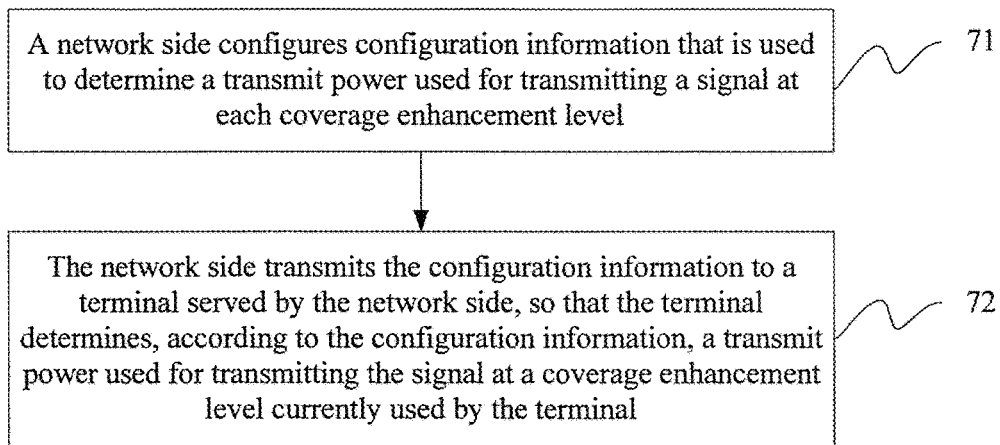 A network side configures configuration information that is used
to determine a transmit power used for transmitting a signal at
each coverage enhancement level
71
The network side transmits the configuration information to a
terminal served by the network side, so that the terminal
determines, according to the configuration information, a transmit
power used for transmitting the signal at a coverage enhancement
level currently used by the terminal
72